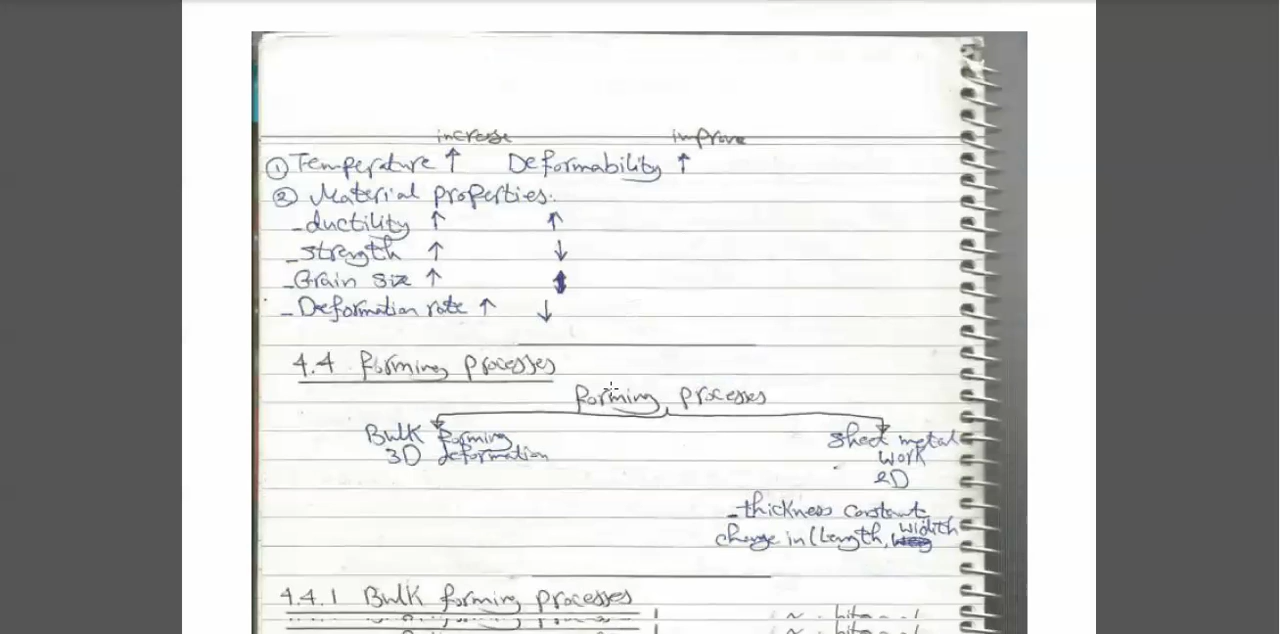 increase improve
① Temperature ↑ Deformability ↑
② Material properties.
- ductility ↑ ↑
- strength ↑ ↓
- Grain size ↑
- Deformation rate ↑ ↓
4.4 forming processes
forming processes
Bulk forming
3D deformation
sheet metal
work
2D
- thickness constant
change in (Length, width
4.4.1 Bulk forming processes